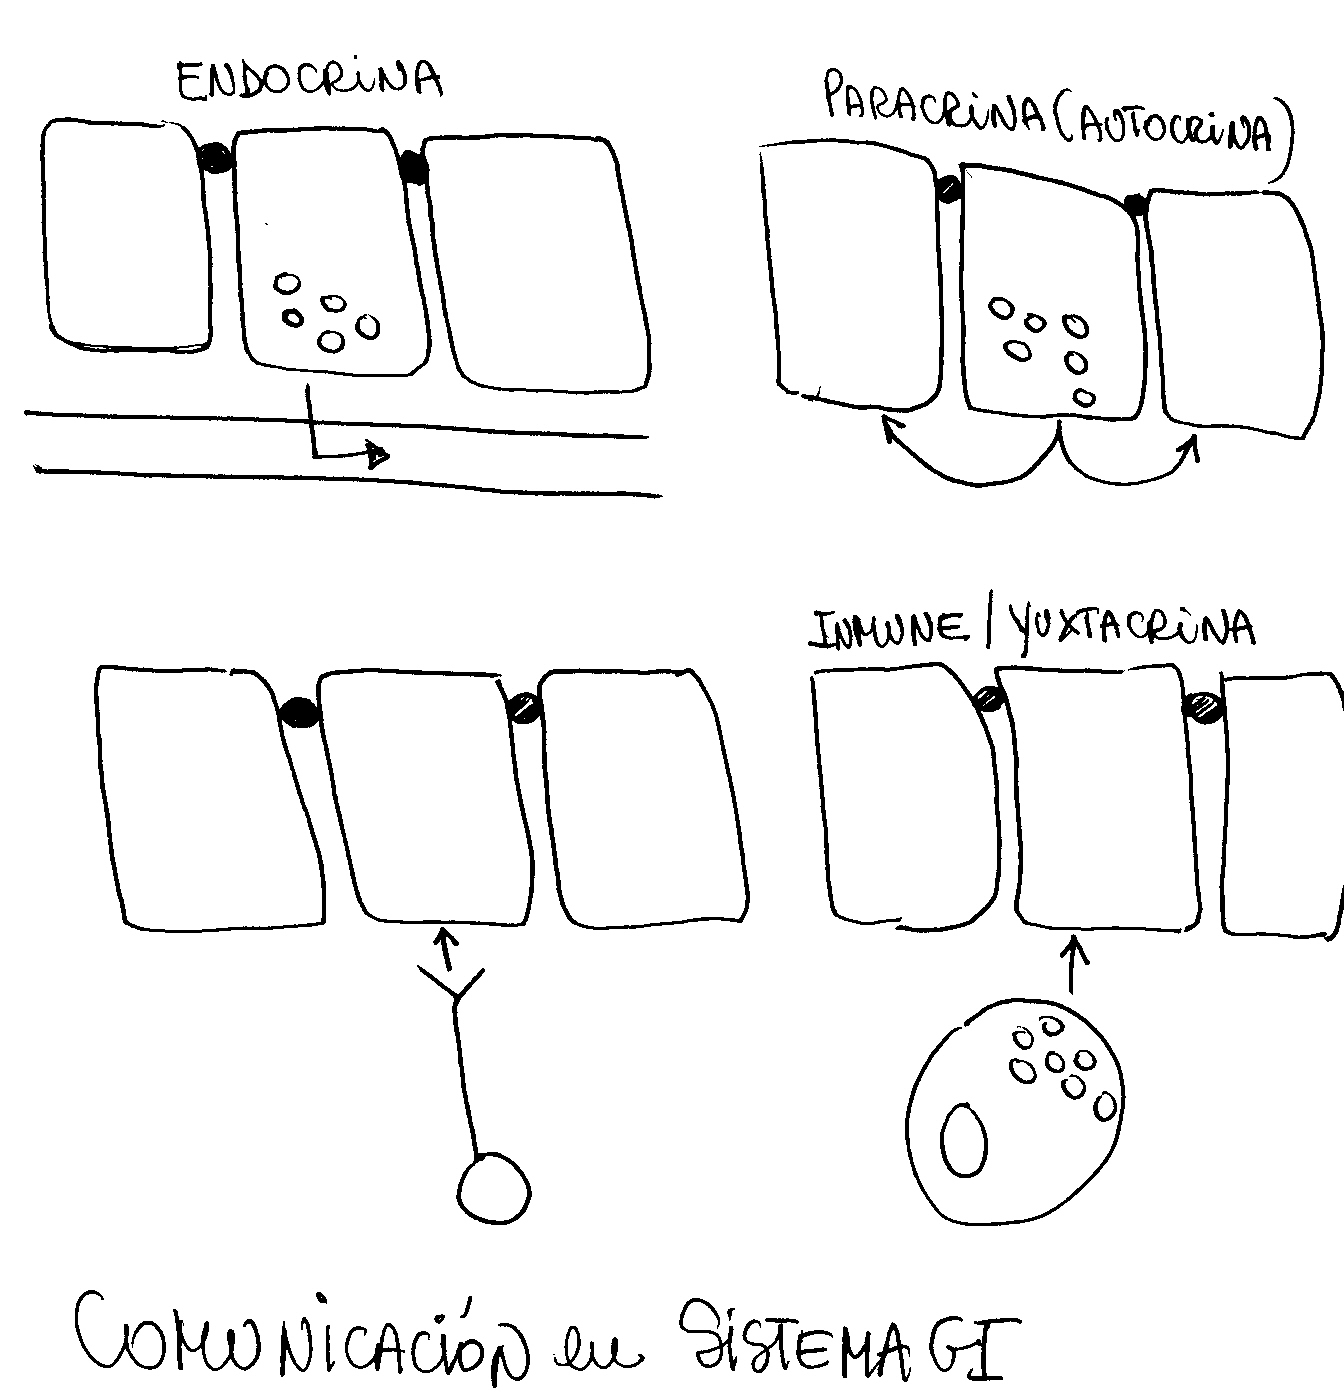 ENDOCRINA
PARACRINA (AUTOCRINA)
INMUNE / YUXTACRINA
COMUNICACIÓN en SISTEMA GI